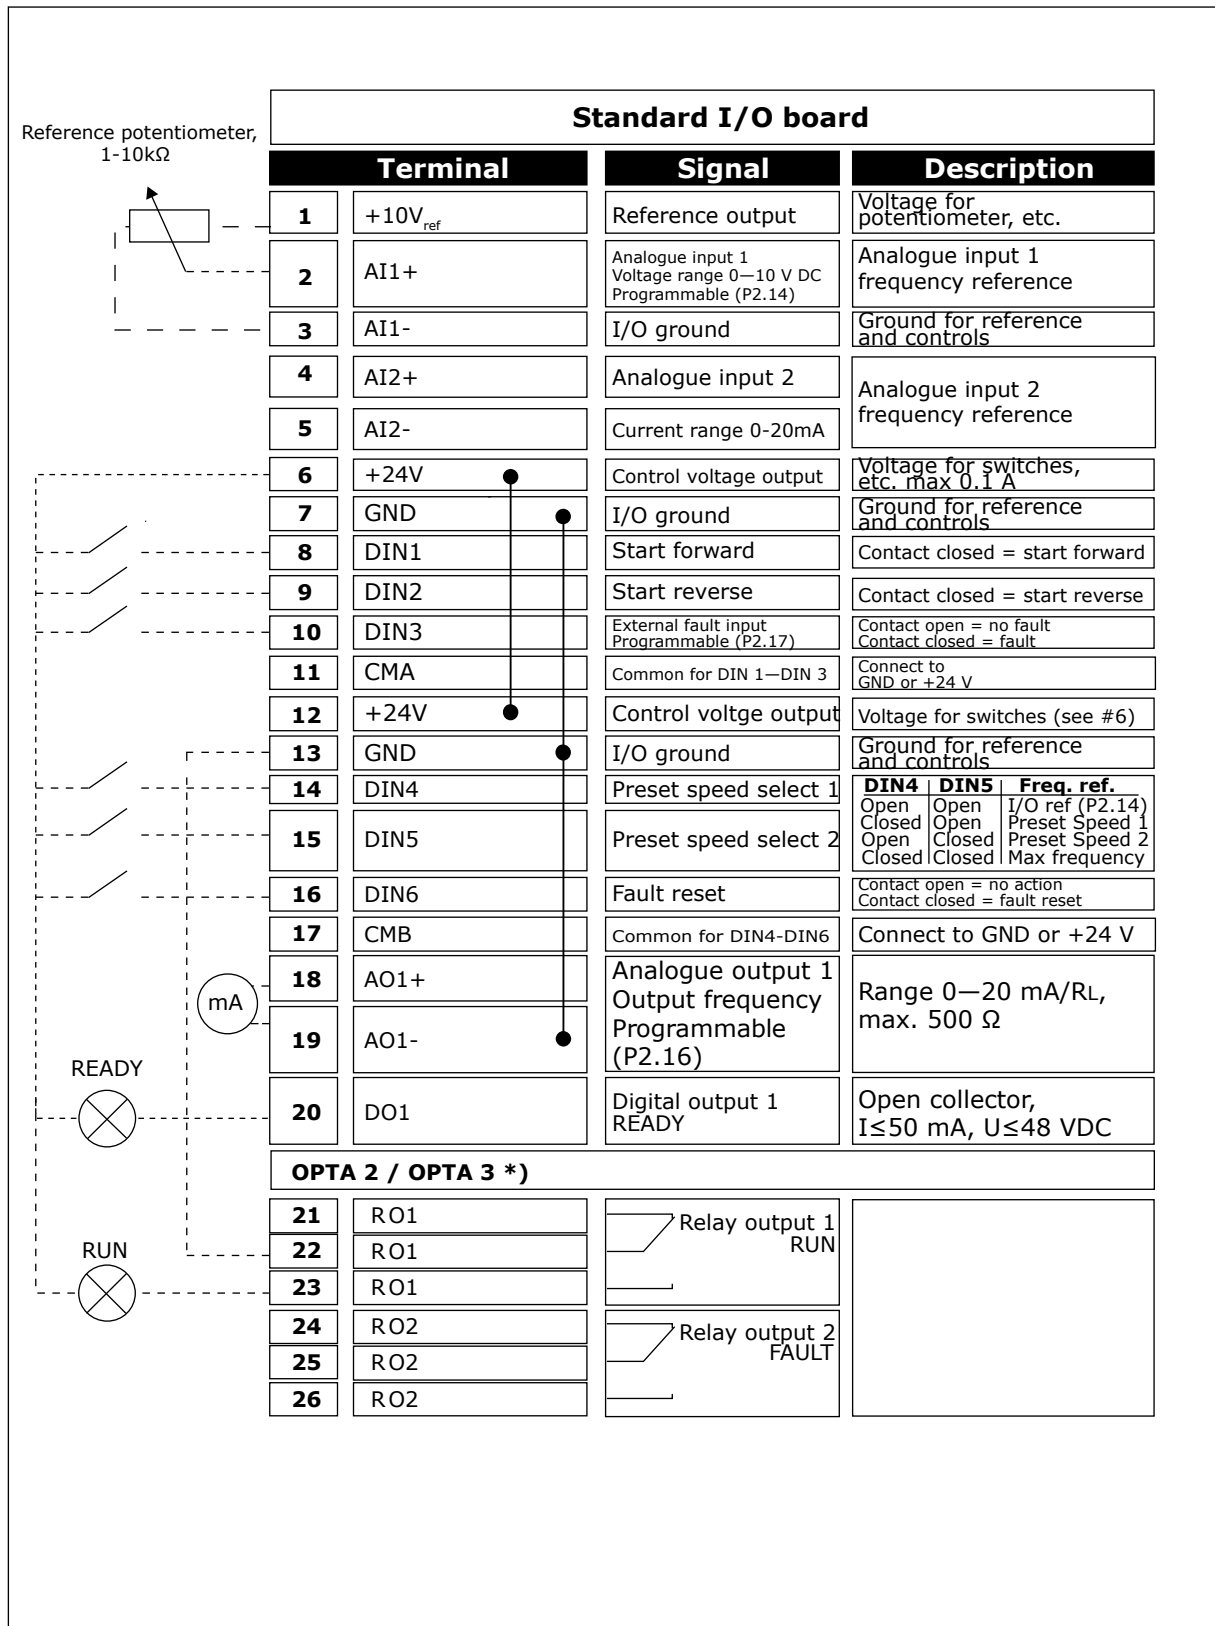 Standard I/O board
Reference potentiometer,
1-10kΩ
Terminal Signal Description
1 +10Vref Reference output Voltage for
potentiometer, etc.
2 AI1+ Analogue input 1
Voltage range 0—10 V DC
Programmable (P2.14)
Analogue input 1
frequency reference
3 AI1- I/O ground Ground for reference
and controls
4 AI2+ Analogue input 2
Analogue input 2
frequency reference
5 AI2- Current range 0-20mA
6 +24V Control voltage output Voltage for switches,
etc. max 0.1 A
7 GND I/O ground Ground for reference
and controls
8 DIN1 Start forward Contact closed = start forward
9 DIN2 Start reverse Contact closed = start reverse
10 DIN3 External fault input
Programmable (P2.17)
Contact open = no fault
Contact closed = fault
11 CMA Common for DIN 1—DIN 3 Connect to
GND or +24 V
12 +24V Control voltge output Voltage for switches (see #6)
13 GND I/O ground Ground for reference
and controls
14 DIN4 Preset speed select 1
15 DIN5 Preset speed select 2
DIN4 DIN5 Freq. ref.
Open Open I/O ref (P2.14)
Closed Open Preset Speed 1
Open Closed Preset Speed 2
Closed Closed Max frequency
16 DIN6 Fault reset Contact open = no action
Contact closed = fault reset
17 CMB Common for DIN4-DIN6 Connect to GND or +24 V
mA
18 AO1+
19 AO1-
Analogue output 1
Output frequency
Programmable
(P2.16)
Range 0—20 mA/RL,
max. 500 Ω
READY
20 DO1 Digital output 1
READY
Open collector,
I≤50 mA, U≤48 VDC
OPTA 2 / OPTA 3 *)
21 RO1 Relay output 1
RUN
RUN
22 RO1
23 RO1
24 RO2 Relay output 2
FAULT
25 RO2
26 RO2